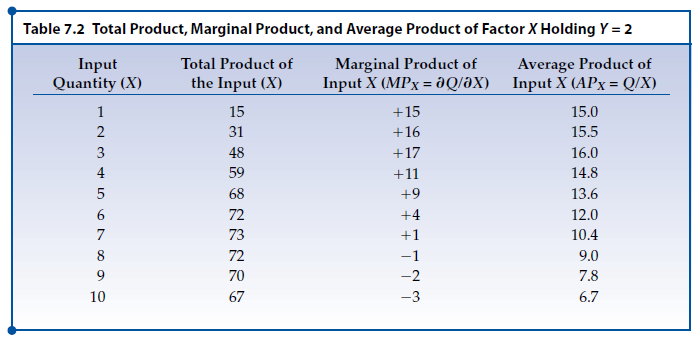 Table 7.2 Total Product, Marginal Product, and Average Product of Factor X Holding Y = 2
Input Total Product of Marginal Product of Average Product of
Quantity (X) the Input (X) Input X (MPX = ∂Q/∂X) Input X (APX = Q/X)
1 15 +15 15.0
2 31 +16 15.5
3 48 +17 16.0
4 59 +11 14.8
5 68 +9 13.6
6 72 +4 12.0
7 73 +1 10.4
8 72 −1 9.0
9 70 −2 7.8
10 67 −3 6.7